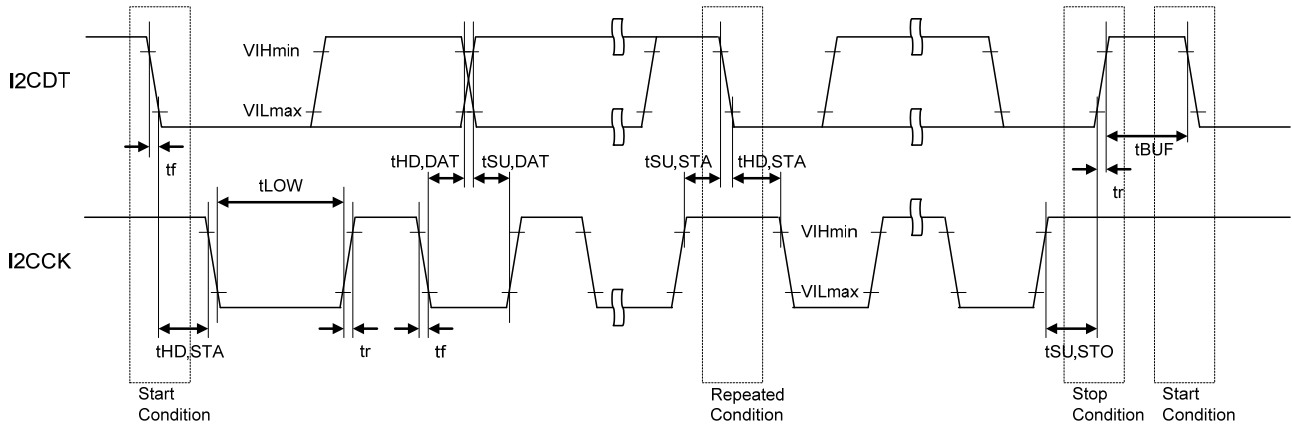 VIHmin
I2CDT
VILmax
tf
tHD,DAT
tSU,DAT
tSU,STA
tHD,STA
tBUF
tr
tLOW
I2CCK
VIHmin
VILmax
tHD,STA
tr
tf
tSU,STO
Start
Condition
Repeated
Condition
Stop
Condition
Start
Condition